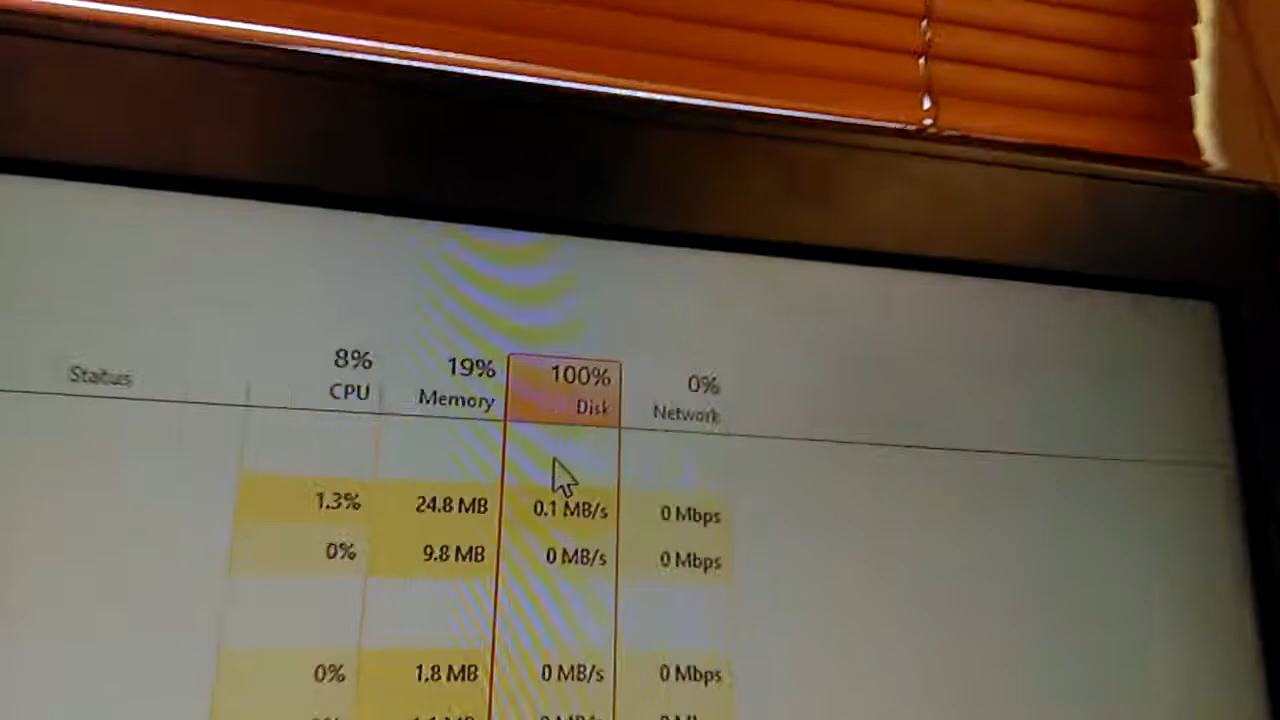 8% 19% 100% 0%
Status CPU Memory Disk Network
1.3% 24.8 MB 0.1 MB/s 0 Mbps
0% 9.8 MB 0 MB/s 0 Mbps
0% 1.8 MB 0 MB/s 0 Mbps